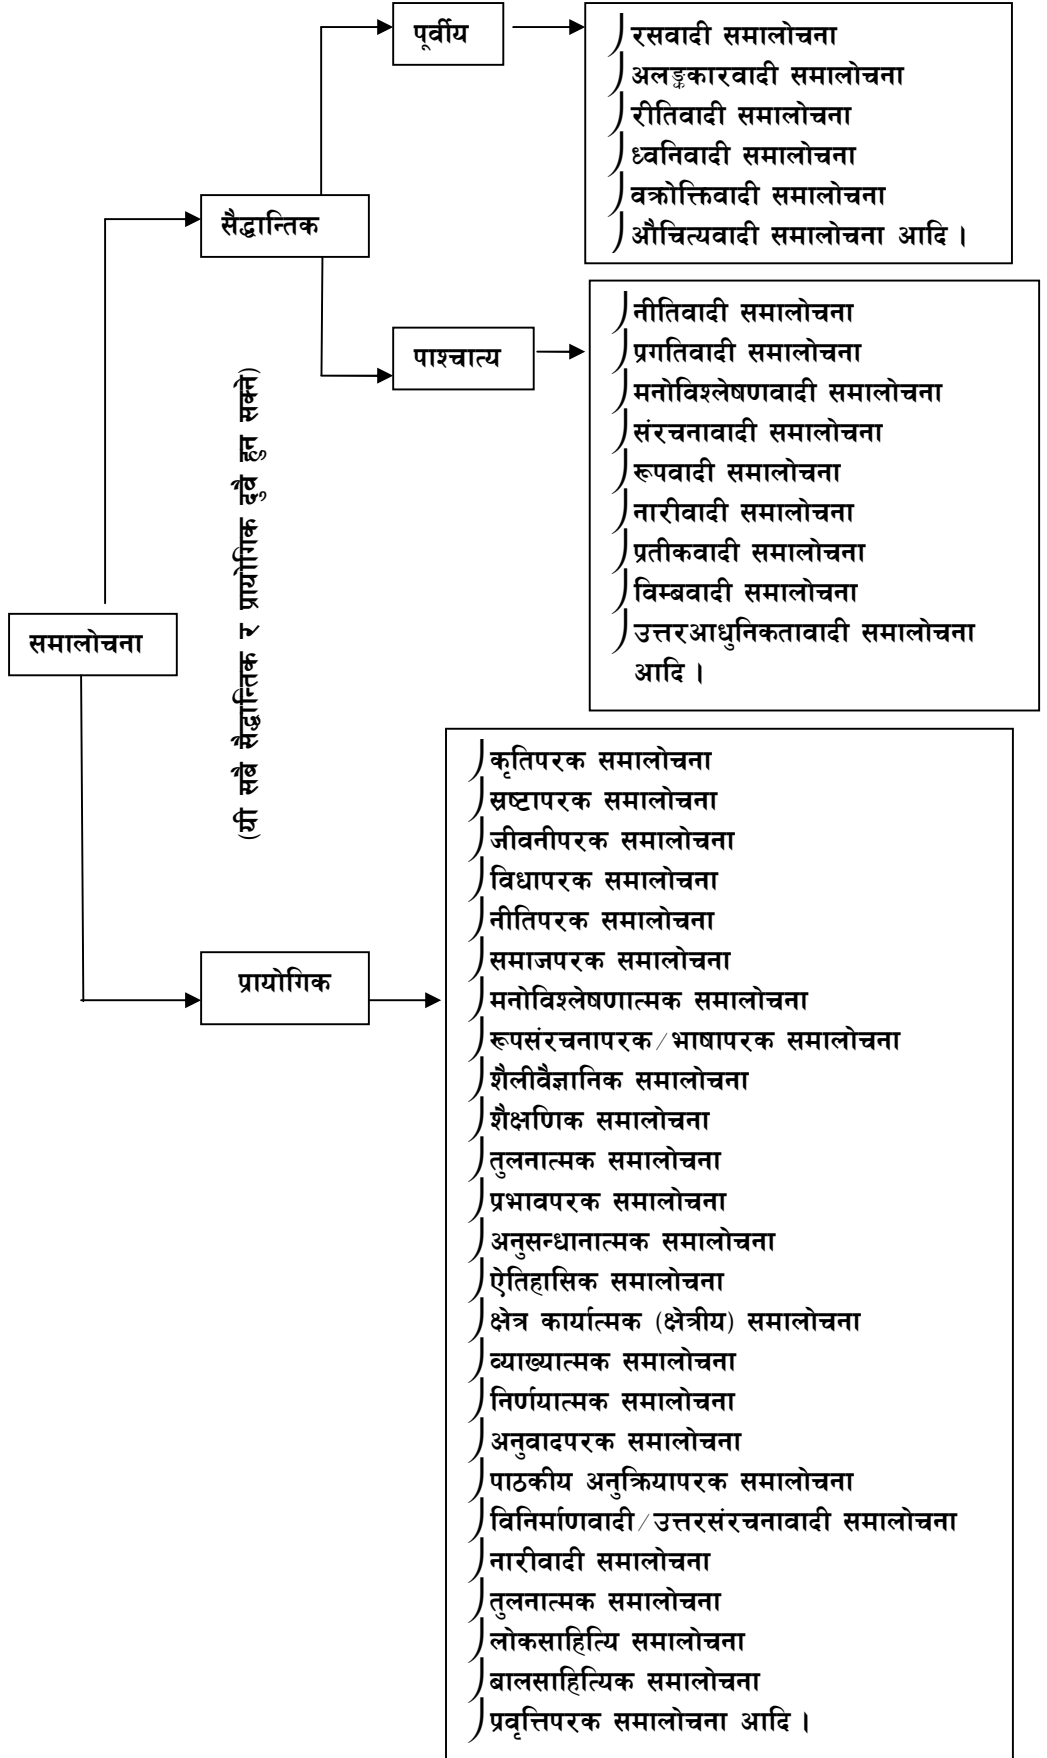 पूर्वीय
रसवादी समालोचना
अलङ्कारवादी समालोचना
रीतिवादी समालोचना
ध्वनिवादी समालोचना
वक्रोक्तिवादी समालोचना
औचित्यवादी समालोचना आदि ।
सैद्धान्तिक
पाश्चात्य
नीतिवादी समालोचना
प्रगतिवादी समालोचना
मनोविश्लेषणवादी समालोचना
संरचनावादी समालोचना
रूपवादी समालोचना
नारीवादी समालोचना
प्रतीकवादी समालोचना
विम्बवादी समालोचना
उत्तरआधुनिकतावादी समालोचना
आदि ।
(यी सबै सैद्धान्तिक र प्रायोगिक दुवै हुन सक्ने)
समालोचना
प्रायोगिक
कृतिपरक समालोचना
स्रष्टापरक समालोचना
जीवनीपरक समालोचना
विधापरक समालोचना
नीतिपरक समालोचना
समाजपरक समालोचना
मनोविश्लेषणात्मक समालोचना
रूपसंरचनापरक/भाषापरक समालोचना
शैलीवैज्ञानिक समालोचना
शैक्षणिक समालोचना
तुलनात्मक समालोचना
प्रभावपरक समालोचना
अनुसन्धानात्मक समालोचना
ऐतिहासिक समालोचना
क्षेत्र कार्यात्मक (क्षेत्रीय) समालोचना
व्याख्यात्मक समालोचना
निर्णयात्मक समालोचना
अनुवादपरक समालोचना
पाठकीय अनुक्रियापरक समालोचना
विनिर्माणवादी/उत्तरसंरचनावादी समालोचना
नारीवादी समालोचना
तुलनात्मक समालोचना
लोकसाहित्यि समालोचना
बालसाहित्यिक समालोचना
प्रवृत्तिपरक समालोचना आदि ।